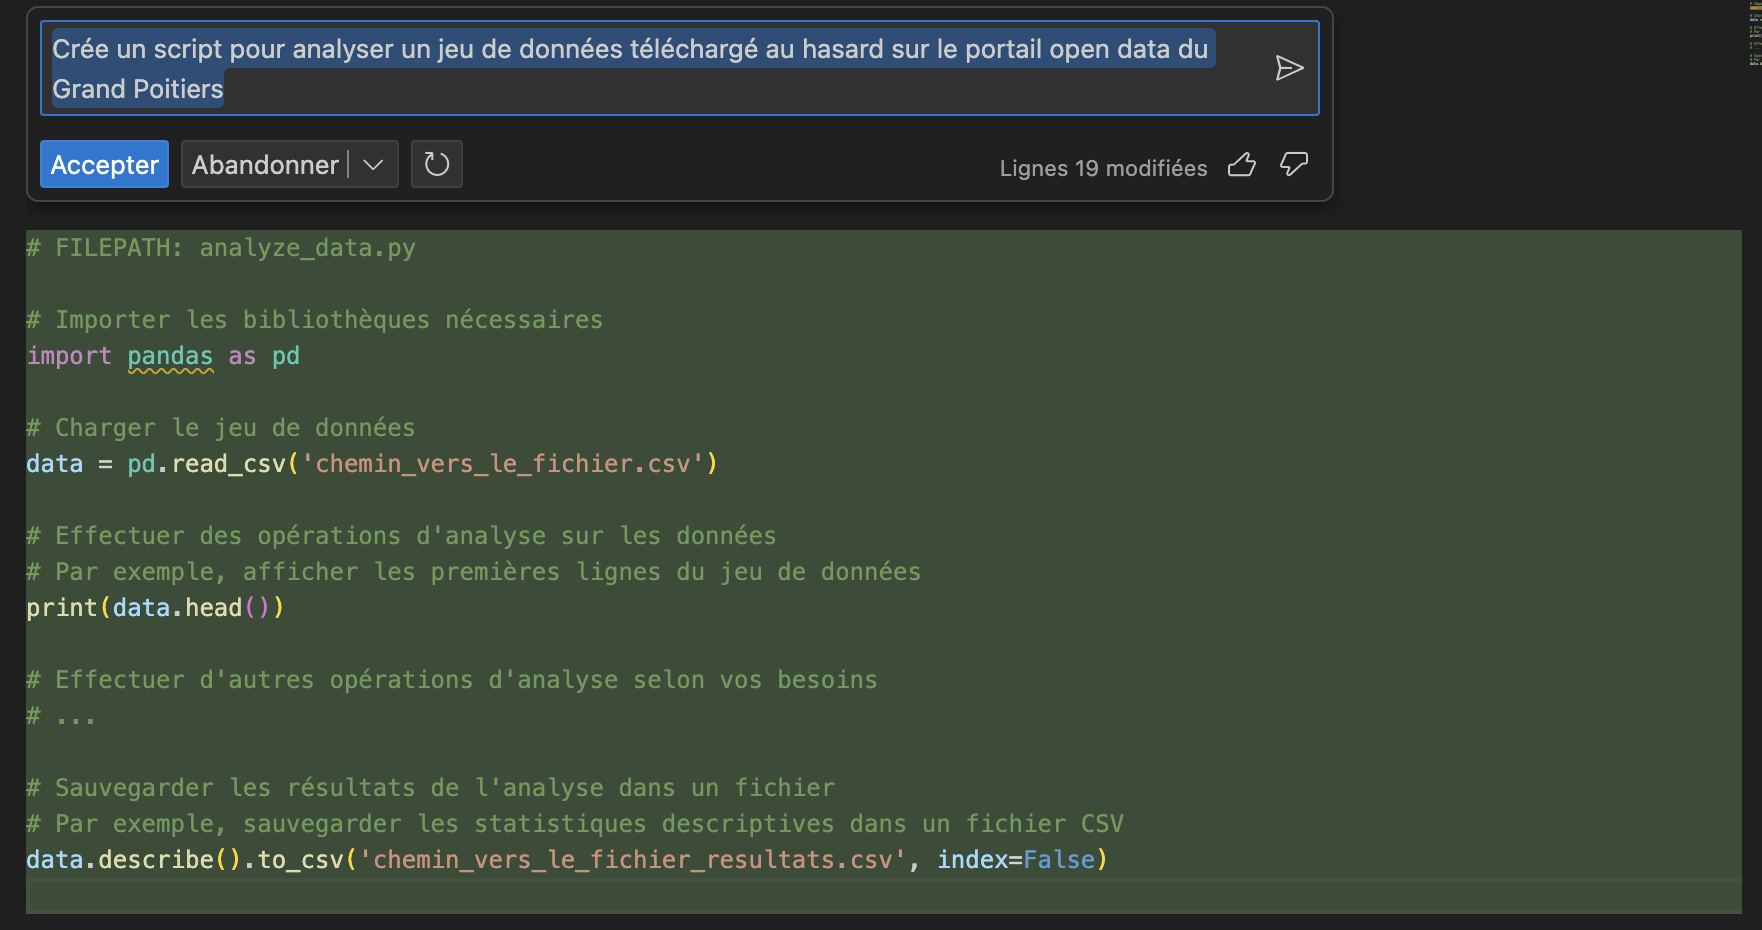 Crée un script pour analyser un jeu de données téléchargé au hasard sur le portail open data du
Grand Poitiers
Accepter
Abandonner
Lignes 19 modifiées
# FILEPATH: analyze_data.py
# Importer les bibliothèques nécessaires
import pandas as pd
# Charger le jeu de données
data = pd.read_csv('chemin_vers_le_fichier.csv')
# Effectuer des opérations d'analyse sur les données
# Par exemple, afficher les premières lignes du jeu de données
print(data.head())
# Effectuer d'autres opérations d'analyse selon vos besoins
# ...
# Sauvegarder les résultats de l'analyse dans un fichier
# Par exemple, sauvegarder les statistiques descriptives dans un fichier CSV
data.describe().to_csv('chemin_vers_le_fichier_resultats.csv', index=False)